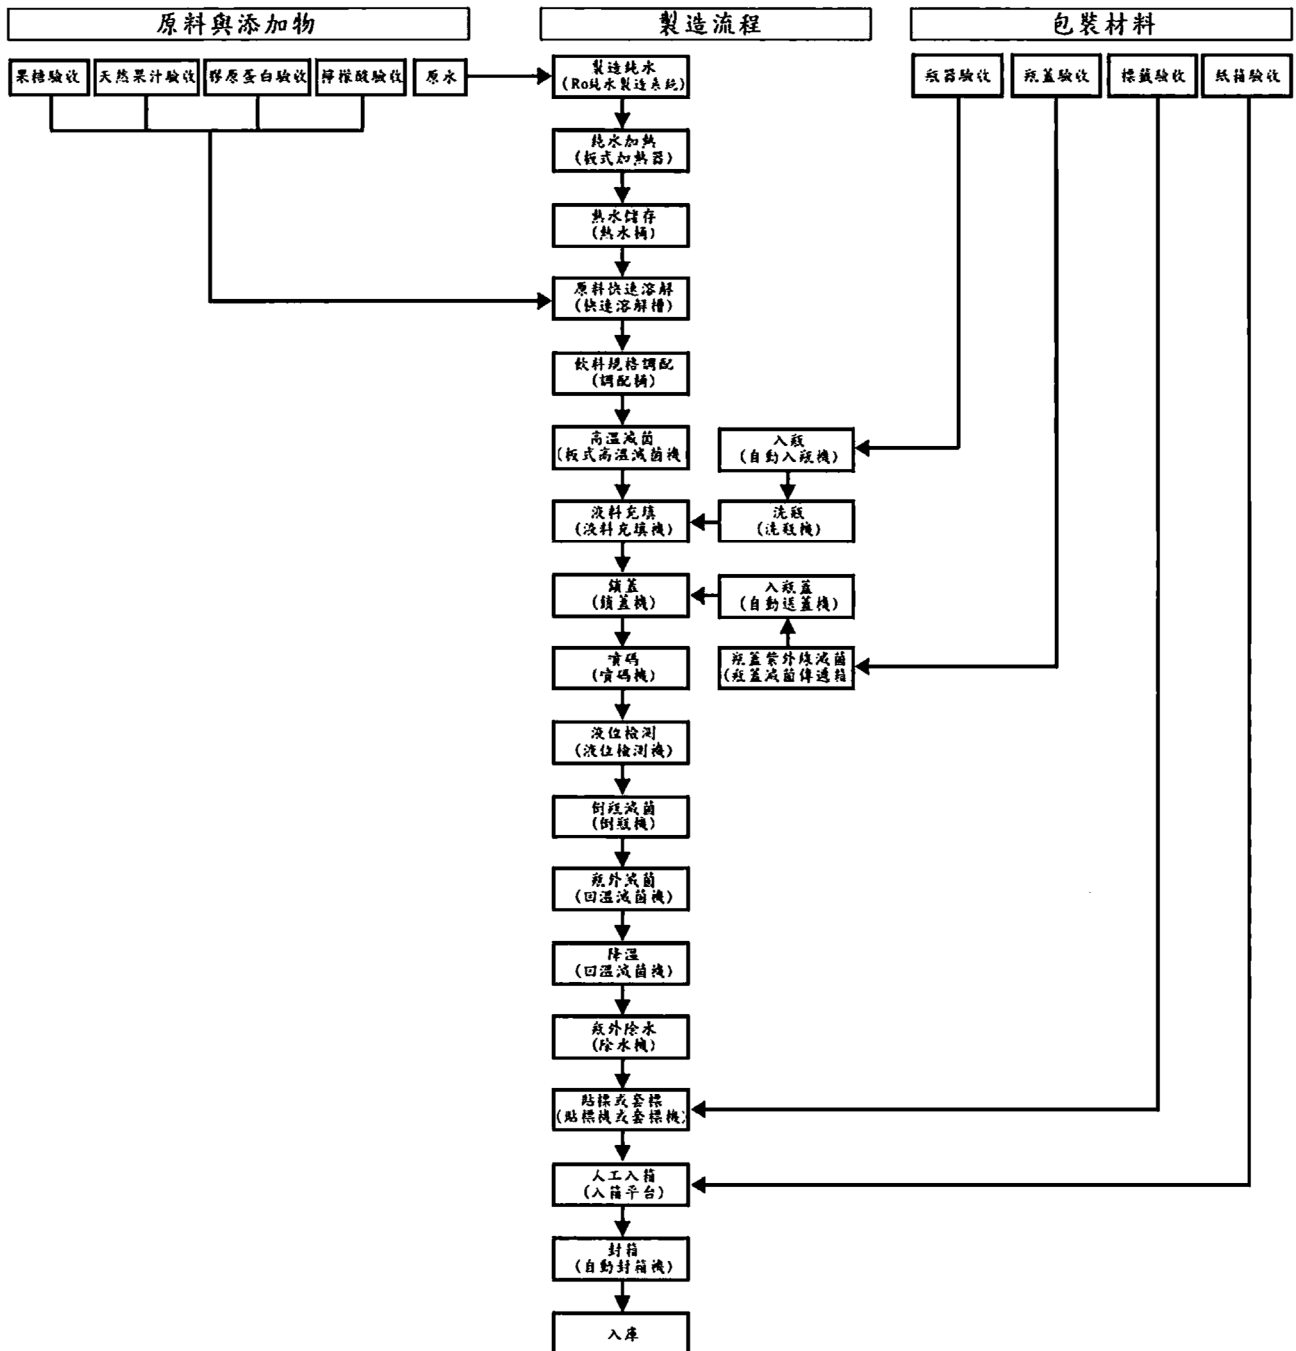 原料與添加物
製造流程
包裝材料
果糖驗收
天然果汁驗收
膠原蛋白驗收
檸檬酸驗收
原水
製造純水
(Ro純水製造系統)
瓶器驗收
瓶蓋驗收
標籤驗收
紙箱驗收
純水加熱
(板式加熱器)
熱水儲存
(熱水桶)
原料快速溶解
(快速溶解槽)
飲料規格調配
(調配桶)
高溫滅菌
(板式高溫滅菌機
入瓶
(自動入瓶機)
液料充填
(液料充填機)
洗瓶
(洗瓶機)
鎖蓋
(鎖蓋機)
入瓶蓋
(自動送蓋機)
噴碼
(噴碼機)
瓶蓋紫外線滅菌
(瓶蓋滅菌傳遞箱
液位檢測
(液位檢測機)
倒瓶滅菌
(倒瓶機)
瓶外滅菌
(回溫滅菌機)
降溫
(回溫滅菌機)
瓶外除水
(除水機)
貼標或套標
(貼標機或套標機)
人工入箱
(入箱平台)
封箱
(自動封箱機)
入庫